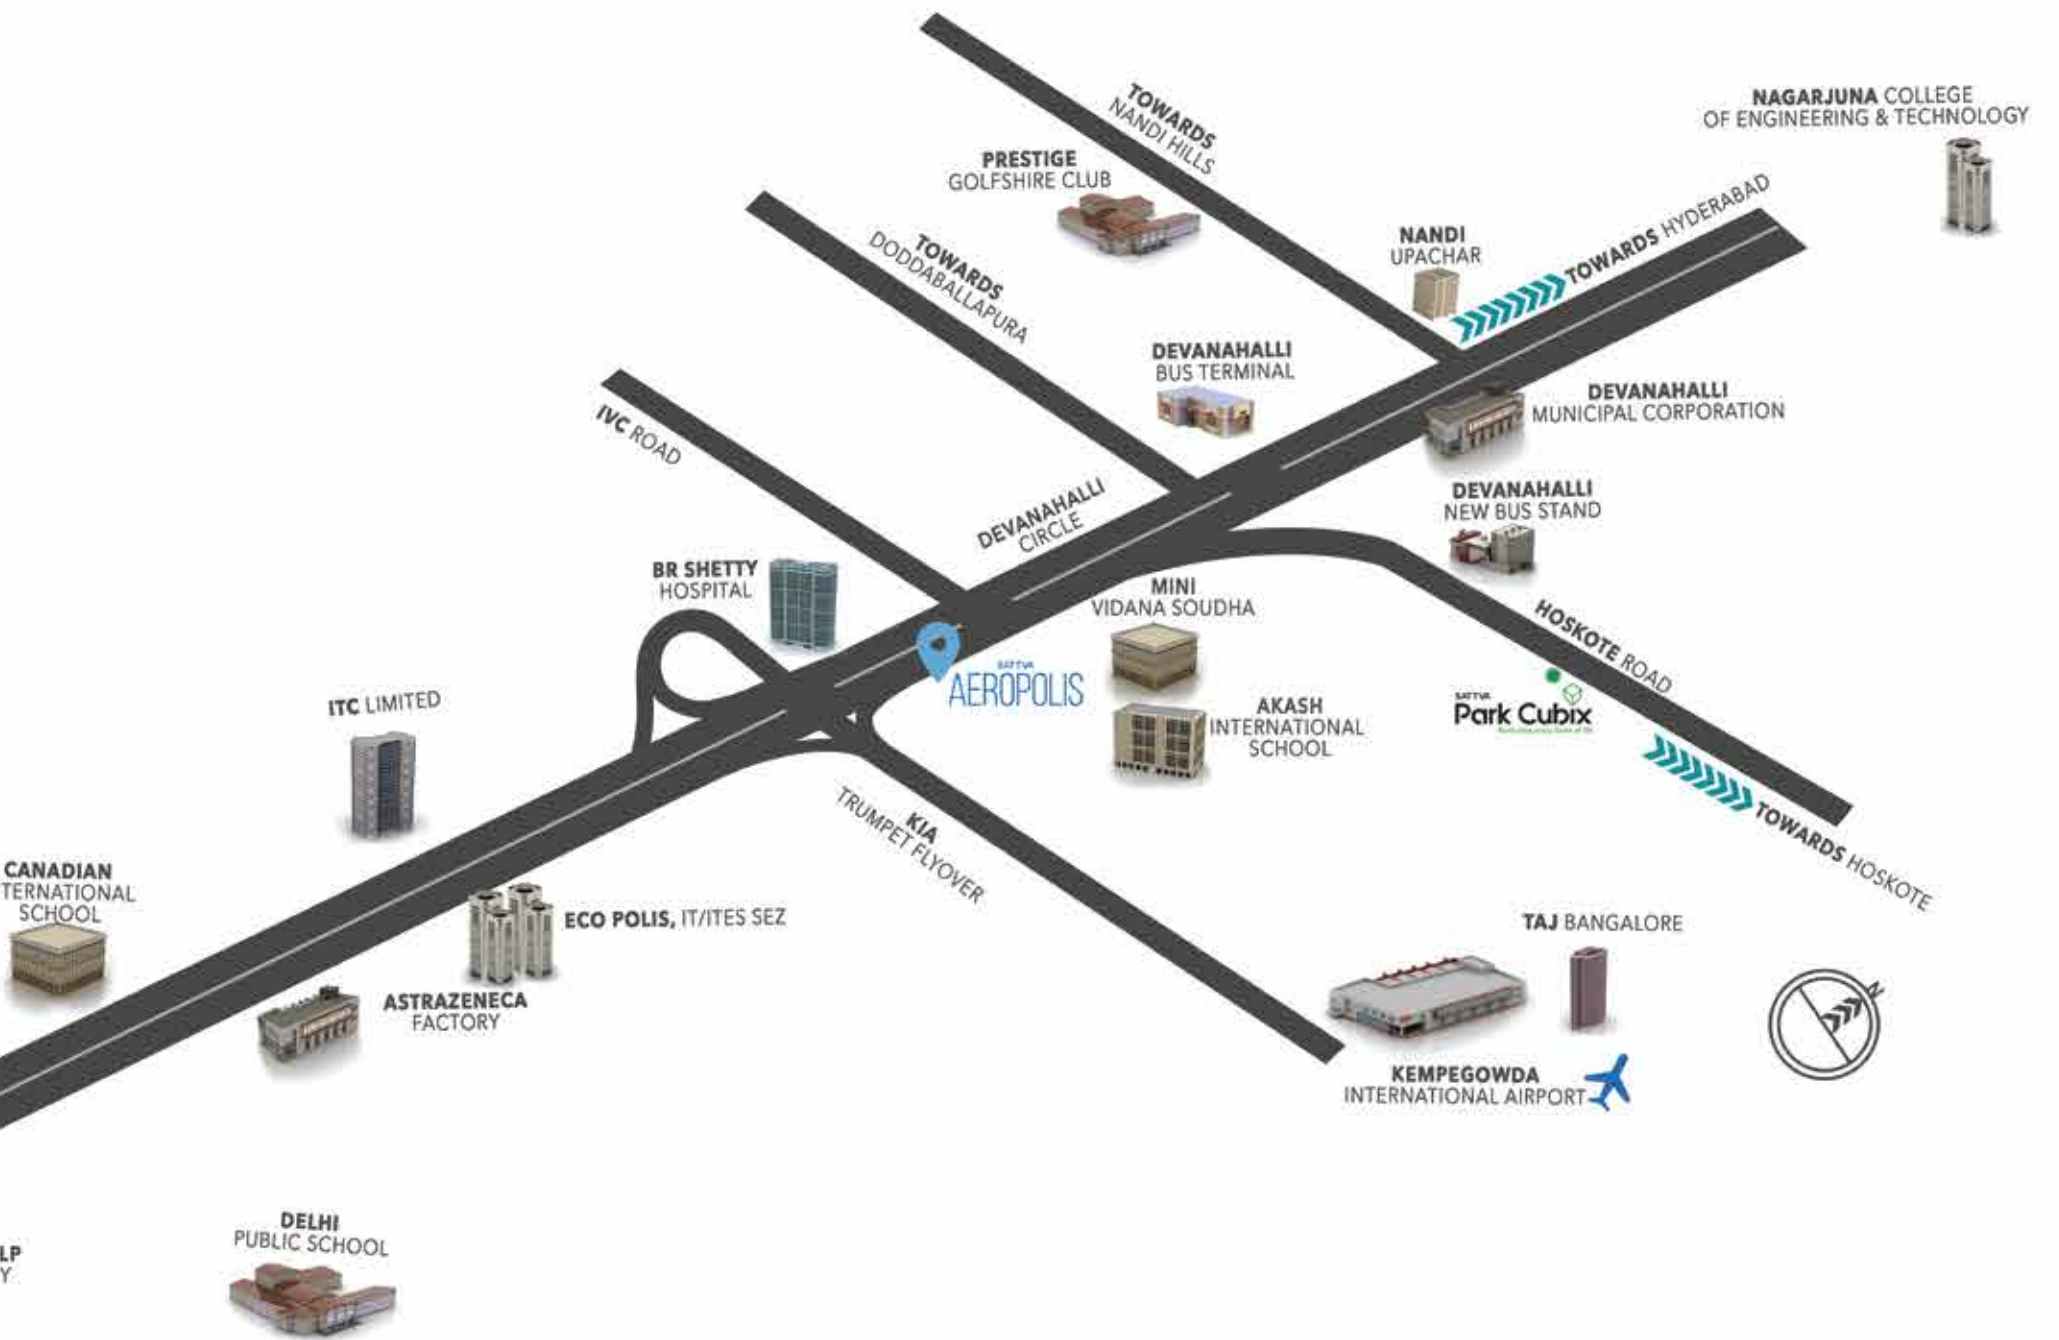 TOWARDS
NANDI HILLS
NAGARJUNA COLLEGE
OF ENGINEERING & TECHNOLOGY
PRESTIGE
GOLFSHIRE CLUB
TOWARDS HYDERABAD
NANDI
UPACHAR
TOWARDS
DODDABALLAPURA
DEVANAHALLI
BUS TERMINAL
DEVANAHALLI
MUNICIPAL CORPORATION
IVC ROAD
DEVANAHALLI
CIRCLE
DEVANAHALLI
NEW BUS STAND
BR SHETTY
HOSPITAL
MINI
VIDANA SOUDHA
HOSKOTE ROAD
SATTVA
AEROPOLIS
SATTVA
Park Cubix
ITC LIMITED
AKASH
INTERNATIONAL
SCHOOL
KIA
TRUMPET FLYOVER
TOWARDS HOSKOTE
CANADIAN
TERNATIONAL
SCHOOL
ECO POLIS, IT/ITES SEZ
TAJ BANGALORE
ASTRAZENECA
FACTORY
N
KEMPEGOWDA
INTERNATIONAL AIRPORT
DELHI
PUBLIC SCHOOL
LP
Y